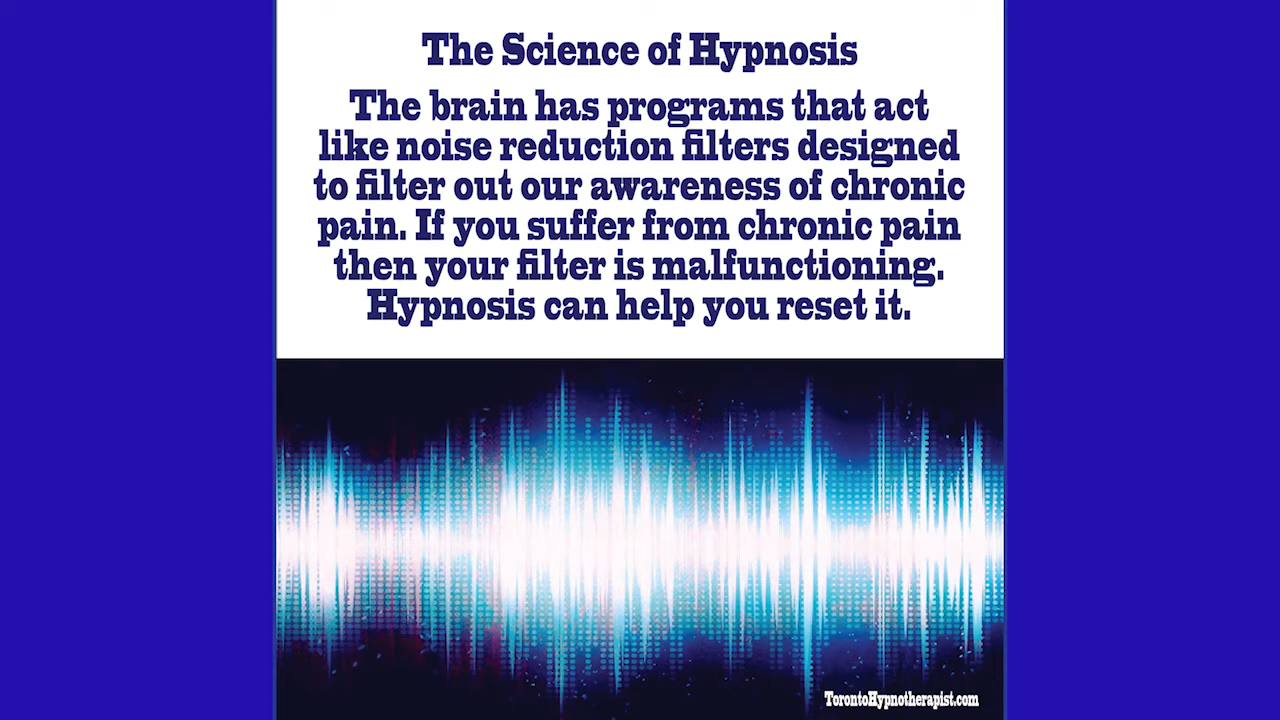 The Science of Hypnosis
The brain has programs that act
like noise reduction filters designed
to filter out our awareness of chronic
pain. If you suffer from chronic pain
then your filter is malfunctioning.
Hypnosis can help you reset it.
TorontoHypnotherapist.com